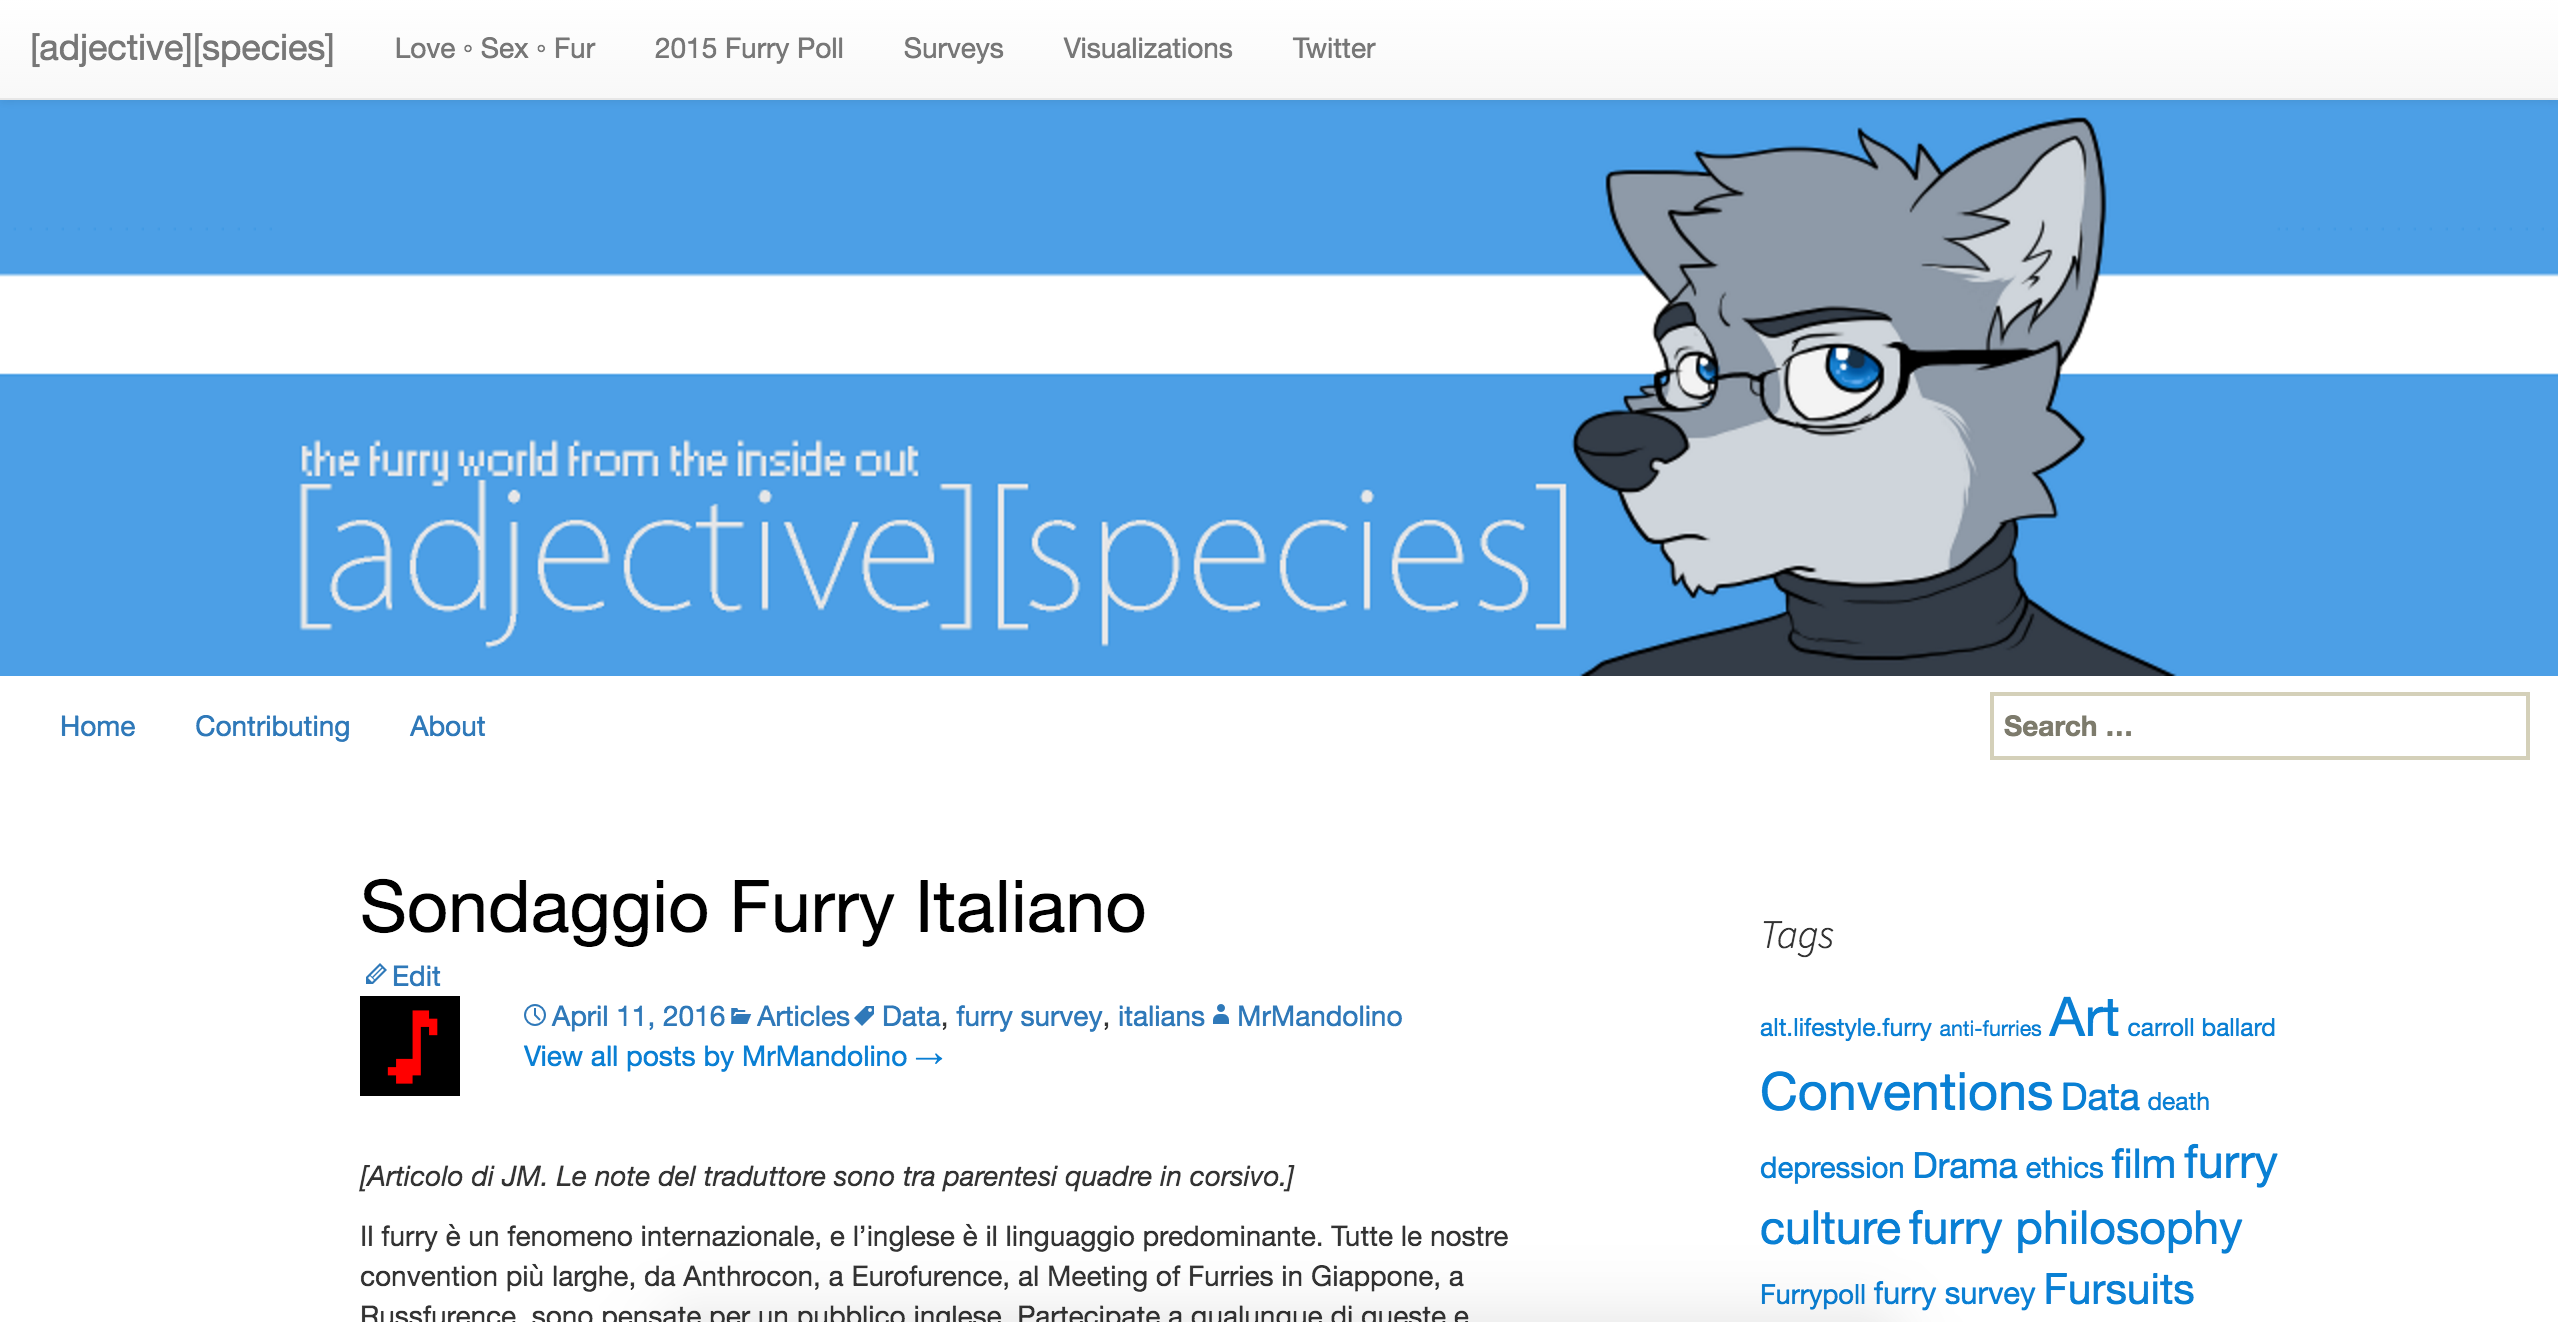 [adjective][species] Love ◦ Sex ◦ Fur 2015 Furry Poll Surveys Visualizations Twitter
the furry world from the inside out
[adjective][species]
Home Contributing About Search ...
Sondaggio Furry Italiano
Edit
April 11, 2016 Articles Data, furry survey, italians MrMandolino
View all posts by MrMandolino →
[Articolo di JM. Le note del traduttore sono tra parentesi quadre in corsivo.]
Il furry è un fenomeno internazionale, e l’inglese è il linguaggio predominante. Tutte le nostre
convention più larghe, da Anthrocon, a Eurofurence, al Meeting of Furries in Giappone, a
Russfurence, sono pensate per un pubblico inglese. Partecipate a qualunque di queste e
Tags
alt.lifestyle.furry anti-furries Art carroll ballard
Conventions Data death
depression Drama ethics film furry
culture furry philosophy
Furrypoll furry survey Fursuits